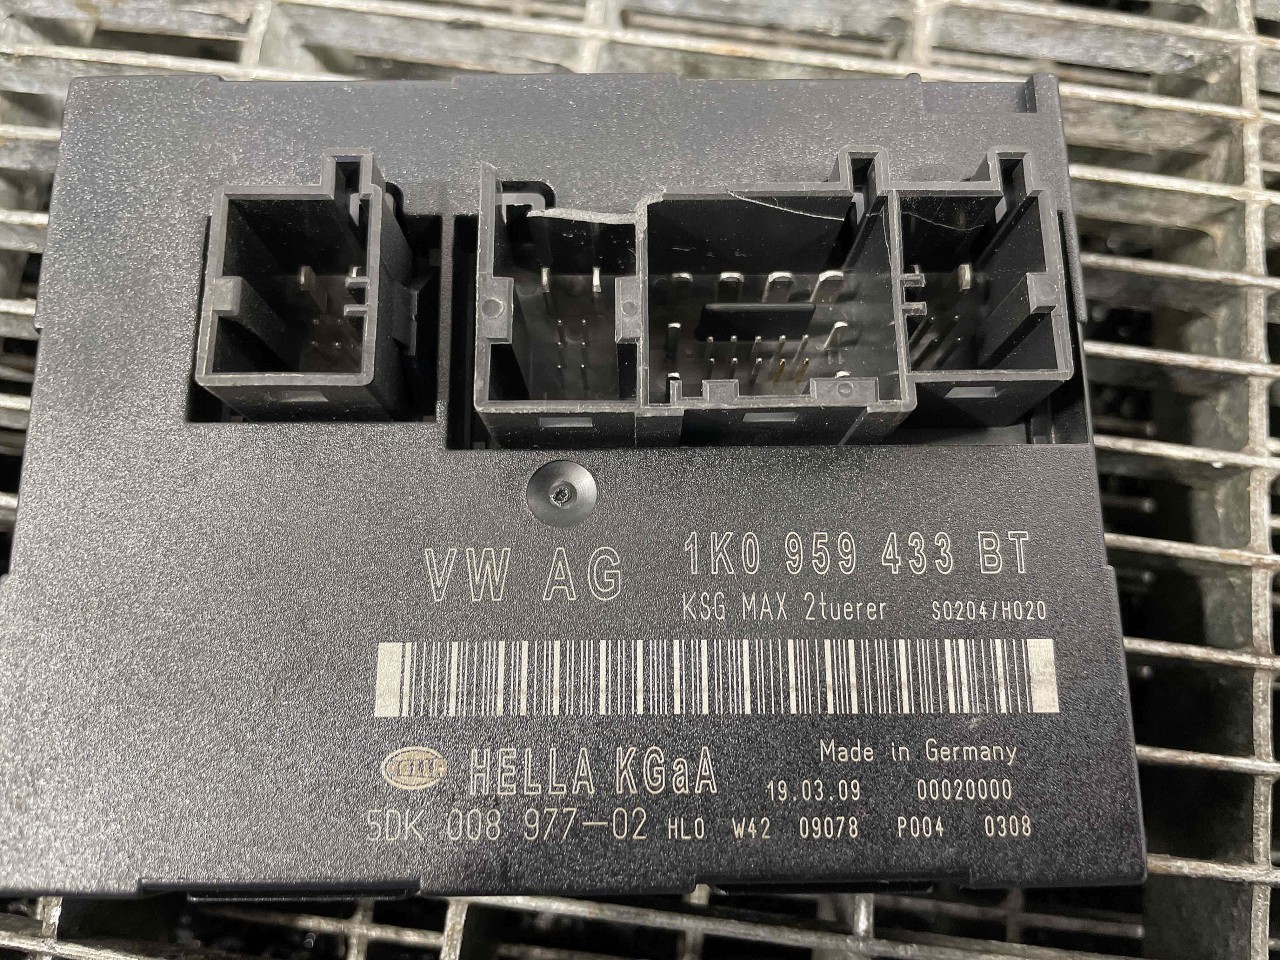 VW AG 1K0 959 433 BT
KSG MAX 2tuerer S0204/H020
HELLA KGaA Made in Germany
19.03.09 00020000
5DK 008 977-02 HL0 W42 09078 P004 0308